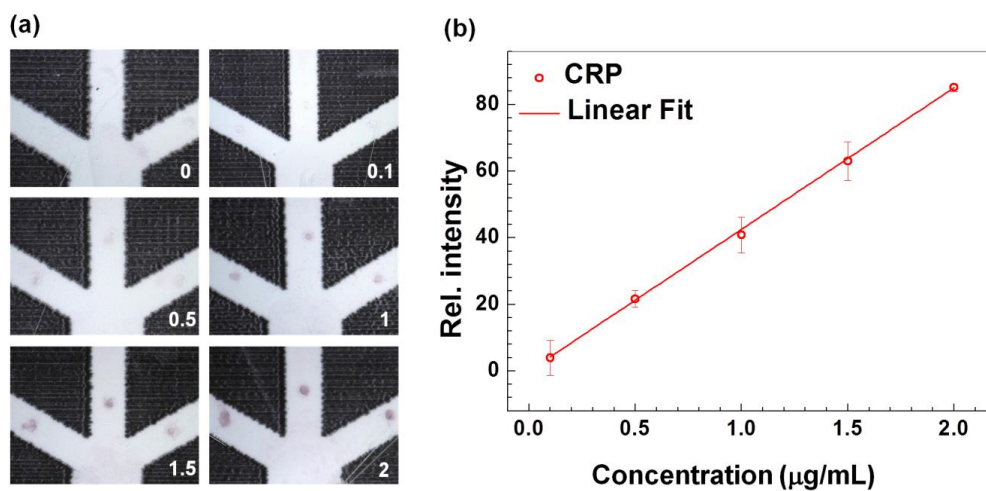 (a)
0
0.1
0.5
1
1.5
2
(b)
CRP
Linear Fit
Rel. intensity
80
60
40
20
0
0.0
0.5
1.0
1.5
2.0
Concentration (μg/mL)